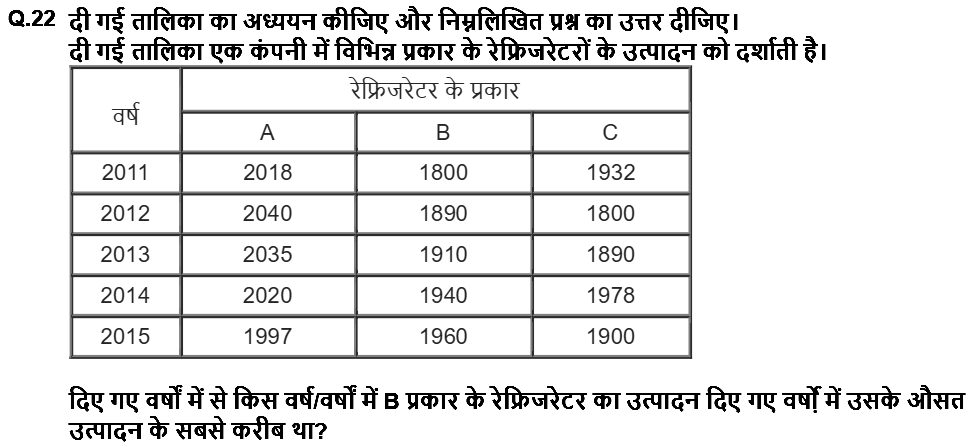 Q.22 दी गई तालिका का अध्ययन कीजिए और निम्नलिखित प्रश्न का उत्तर दीजिए।
दी गई तालिका एक कंपनी में विभिन्न प्रकार के रेफ्रिजरेटरों के उत्पादन को दर्शाती है।
वर्ष रेफ्रिजरेटर के प्रकार
A B C
2011 2018 1800 1932
2012 2040 1890 1800
2013 2035 1910 1890
2014 2020 1940 1978
2015 1997 1960 1900
दिए गए वर्षों में से किस वर्ष/वर्षों में B प्रकार के रेफ्रिजरेटर का उत्पादन दिए गए वर्षों में उसके औसत
उत्पादन के सबसे करीब था?